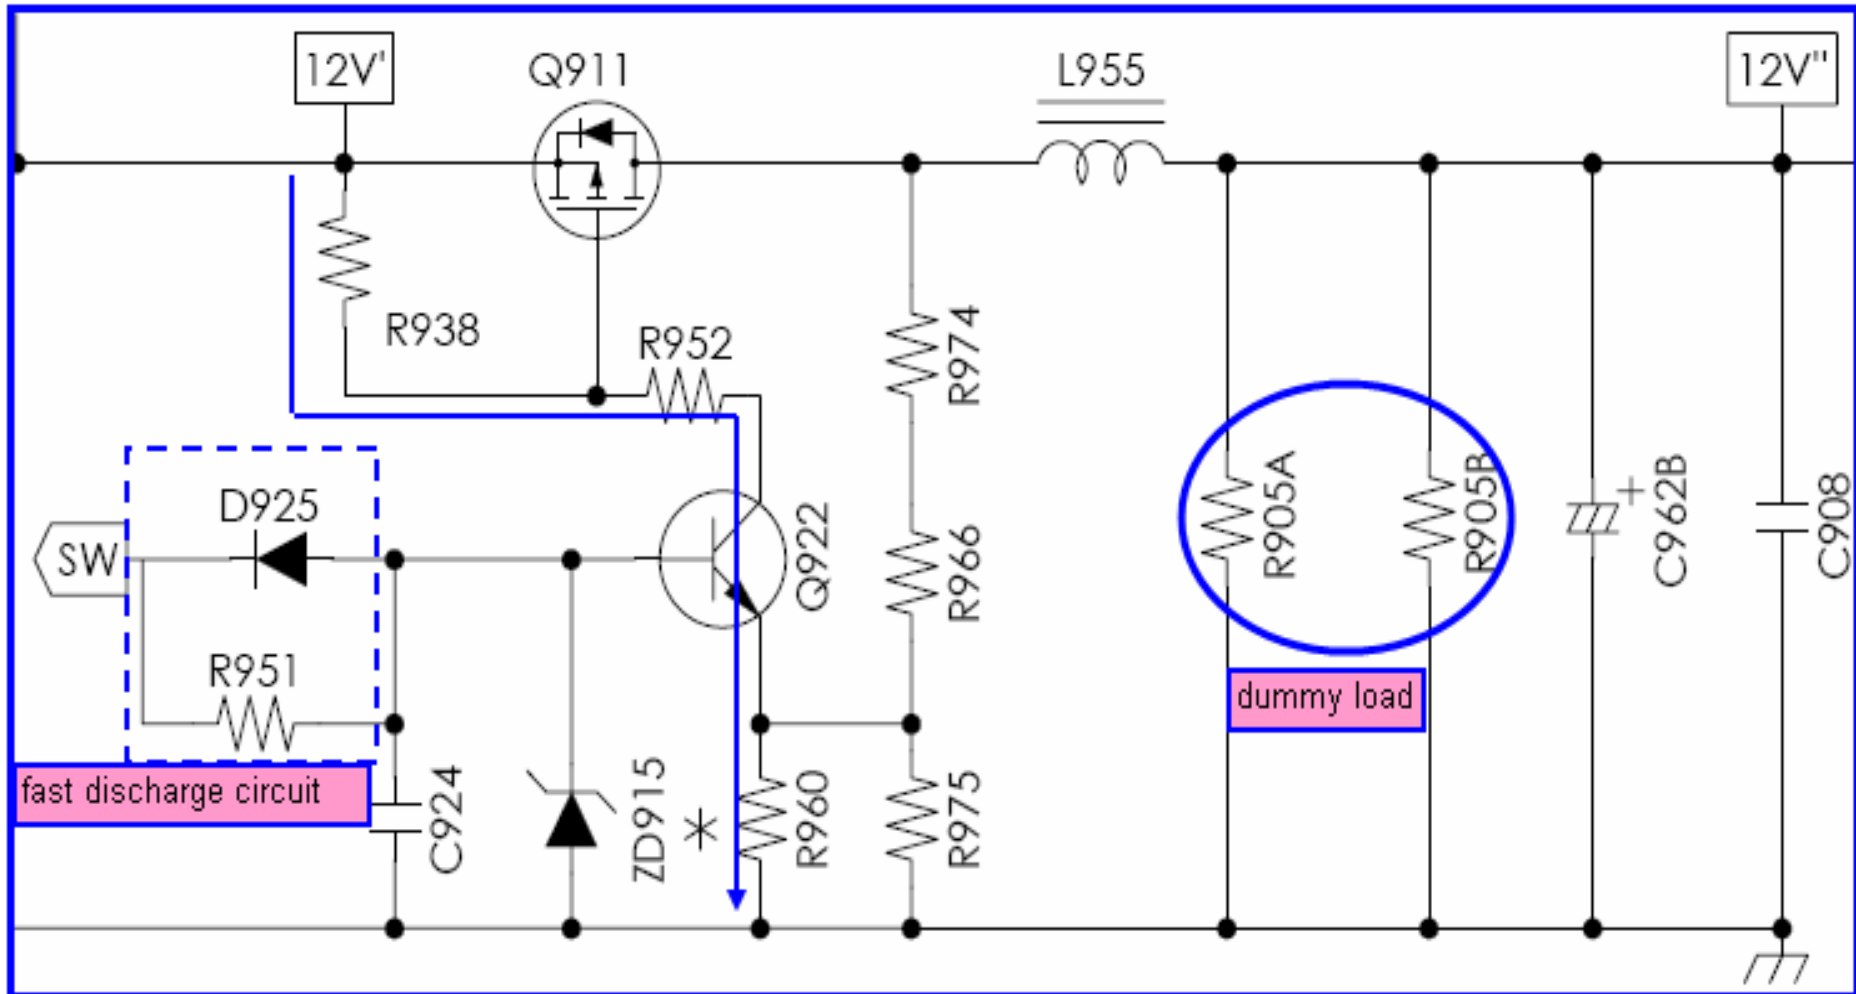 12V'
Q911
L955
12V"
R938
R952
R974
D925
SW
Q922
R966
R905A
R905B
+
C962B
C908
R951
dummy load
fast discharge circuit
C924
ZD915
*
R960
R975